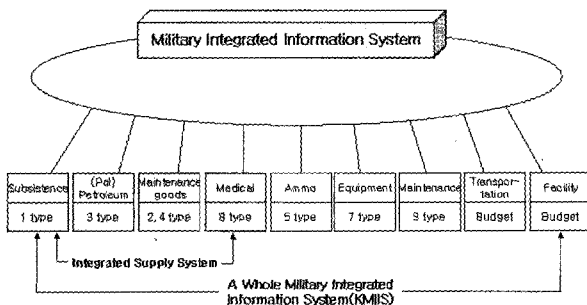 Military Integrated Information System
Subsistence
(Pol)
Petroleum
Maintenance
goods
Medical
Ammo
Equipment
Maintenance
Transpor-
tation
Facility
1 type
3 type
2, 4 type
8 type
5 type
7 type
9 type
Budget
Budget
Integrated Supply System
A Whole Military Integrated
Information System(KMIIS)